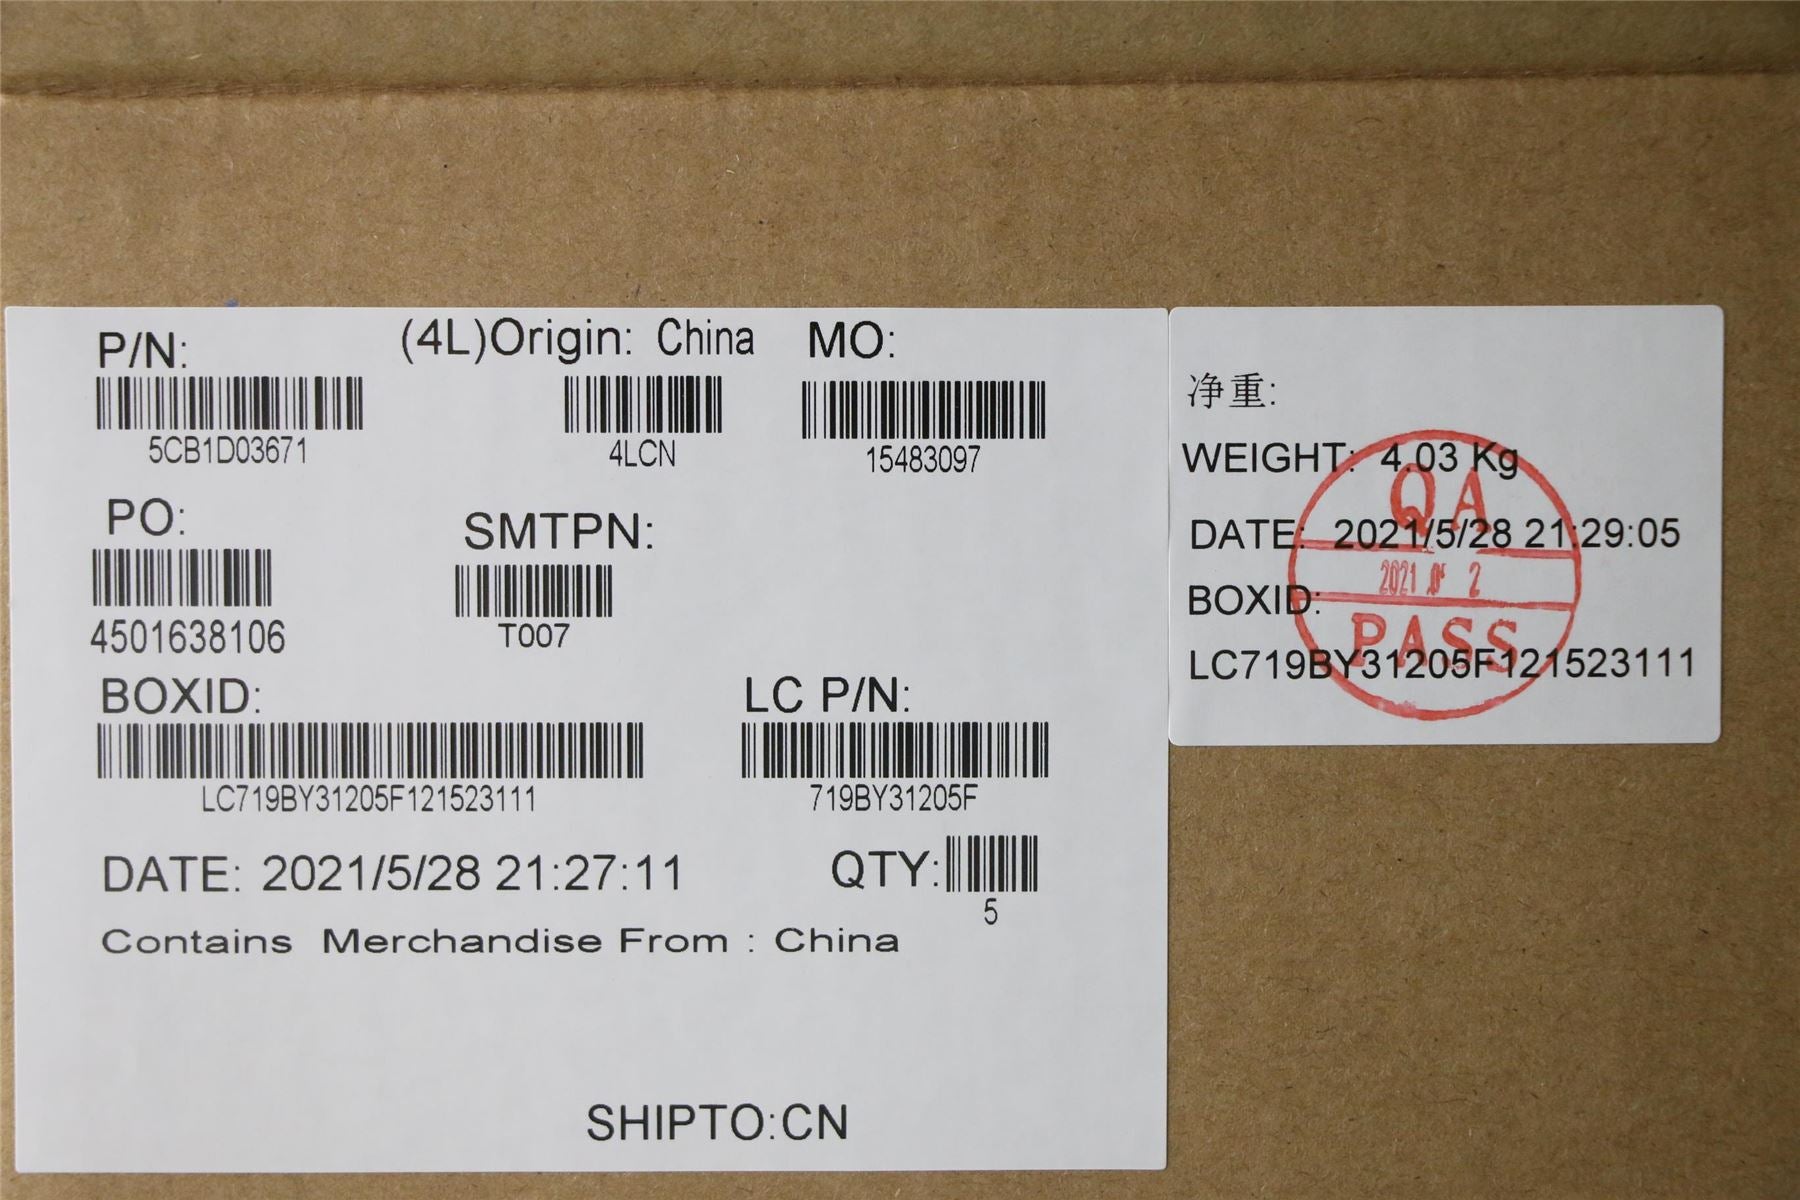 P/N:
(4L)Origin: China
MO:
5CB1D03671
4LCN
15483097
PO:
SMTPN:
4501638106
T007
BOXID:
LC P/N:
LC719BY31205F121523111
719BY31205F
DATE: 2021/5/28 21:27:11
QTY:
5
Contains Merchandise From : China
SHIPTO:CN
净重:
WEIGHT: 4.03 Kg
DATE: 2021/5/28 21:29:05
BOXID:
LC719BY31205F121523111
QA
2021 2
PASS